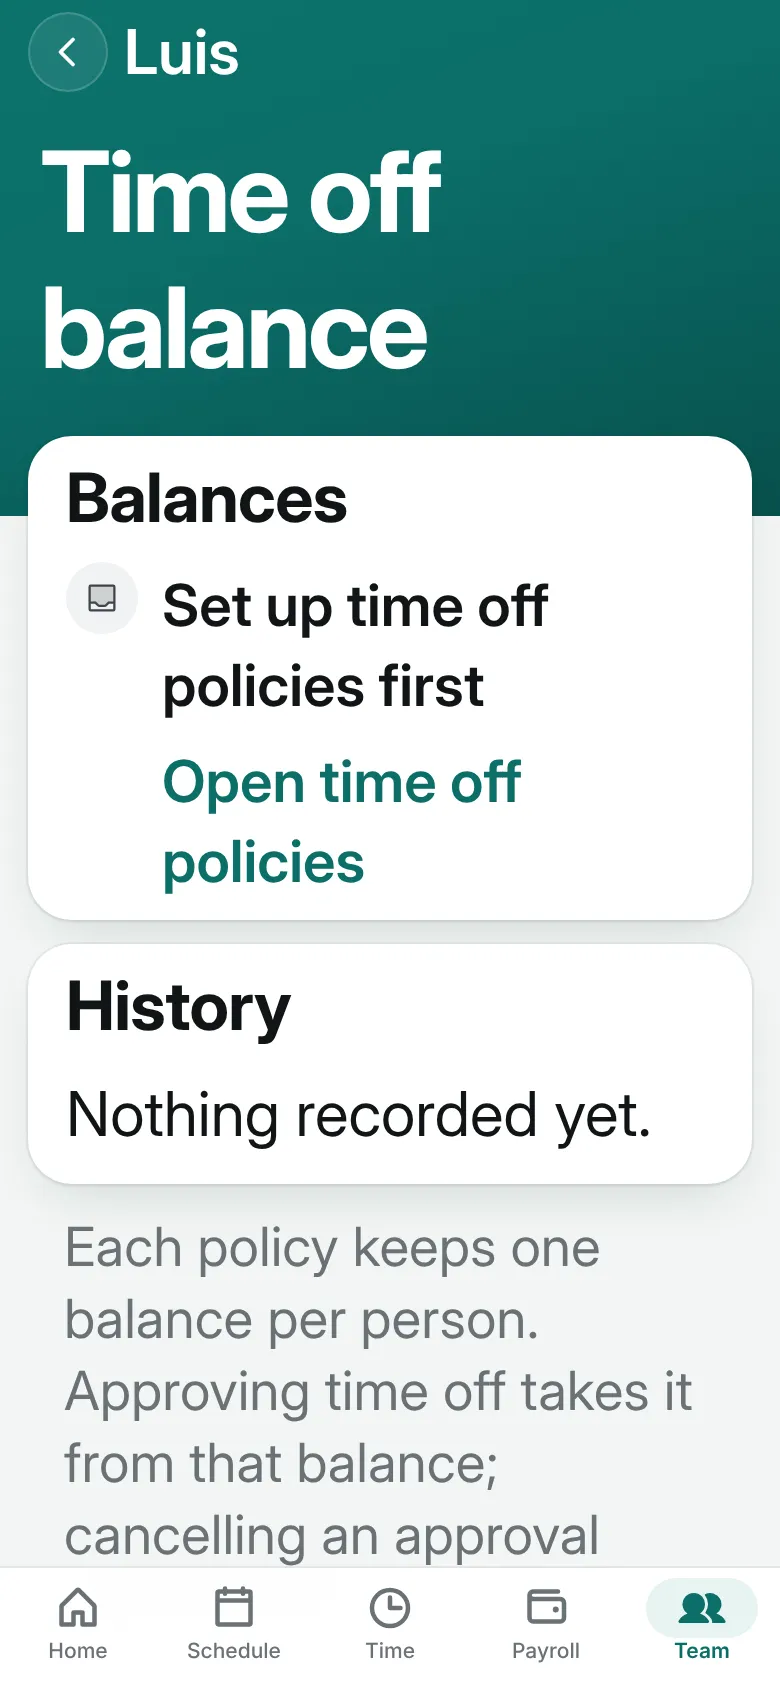 Luis
Time off
balance
Balances
Set up time off
policies first
Open time off
policies
History
Nothing recorded yet.
Each policy keeps one
balance per person.
Approving time off takes it
from that balance;
cancelling an approval
Home
Schedule
Time
Payroll
Team